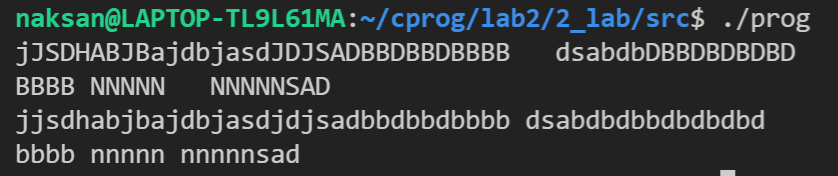 naksan@LAPTOP-TL9L61MA:~/cprog/lab2/2_lab/src$ ./prog
jJSDHABJBajdbjasdJDJSADBBDBBDBBBB   dsabdbDBBDBDBDBD
BBBB NNNNN   NNNNNSAD
jjsdhabjbajdbjasdjdjsadbbdbbdbbbb dsabdbdbbdbdbdbd
bbbb nnnnn nnnnnsad